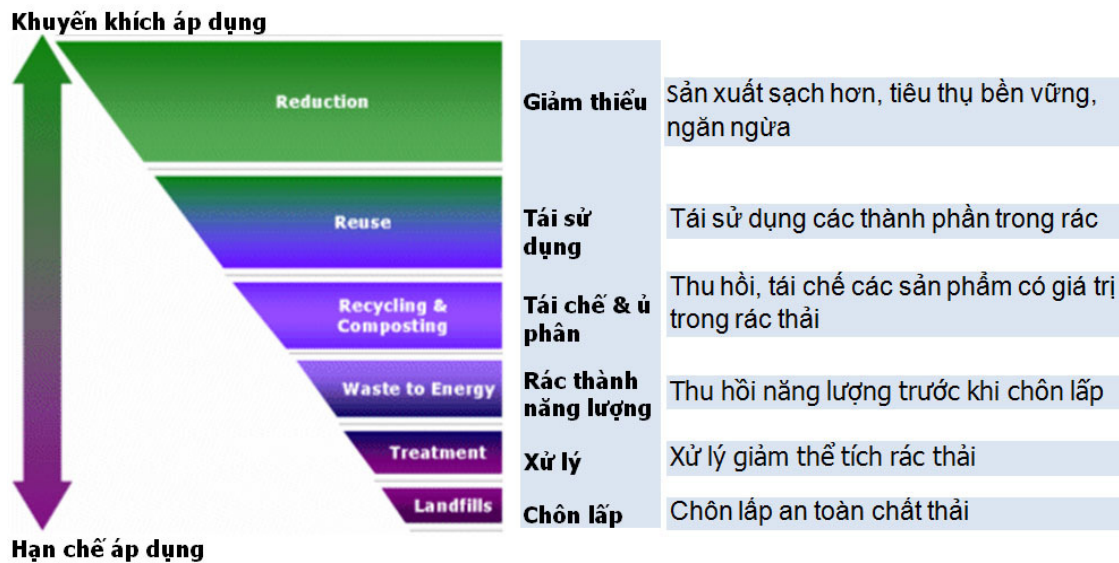 Khuyến khích áp dụng
Reduction
Giảm thiểu
Sản xuất sạch hơn, tiêu thụ bền vững,
ngăn ngừa
Reuse
Tái sử
dụng
Tái sử dụng các thành phần trong rác
Recycling &
Composting
Tái chế & ủ
phân
Thu hồi, tái chế các sản phẩm có giá trị
trong rác thải
Waste to Energy
Rác thành
năng lượng
Thu hồi năng lượng trước khi chôn lấp
Treatment
Xử lý
Xử lý giảm thể tích rác thải
Landfills
Chôn lấp
Chôn lấp an toàn chất thải
Hạn chế áp dụng